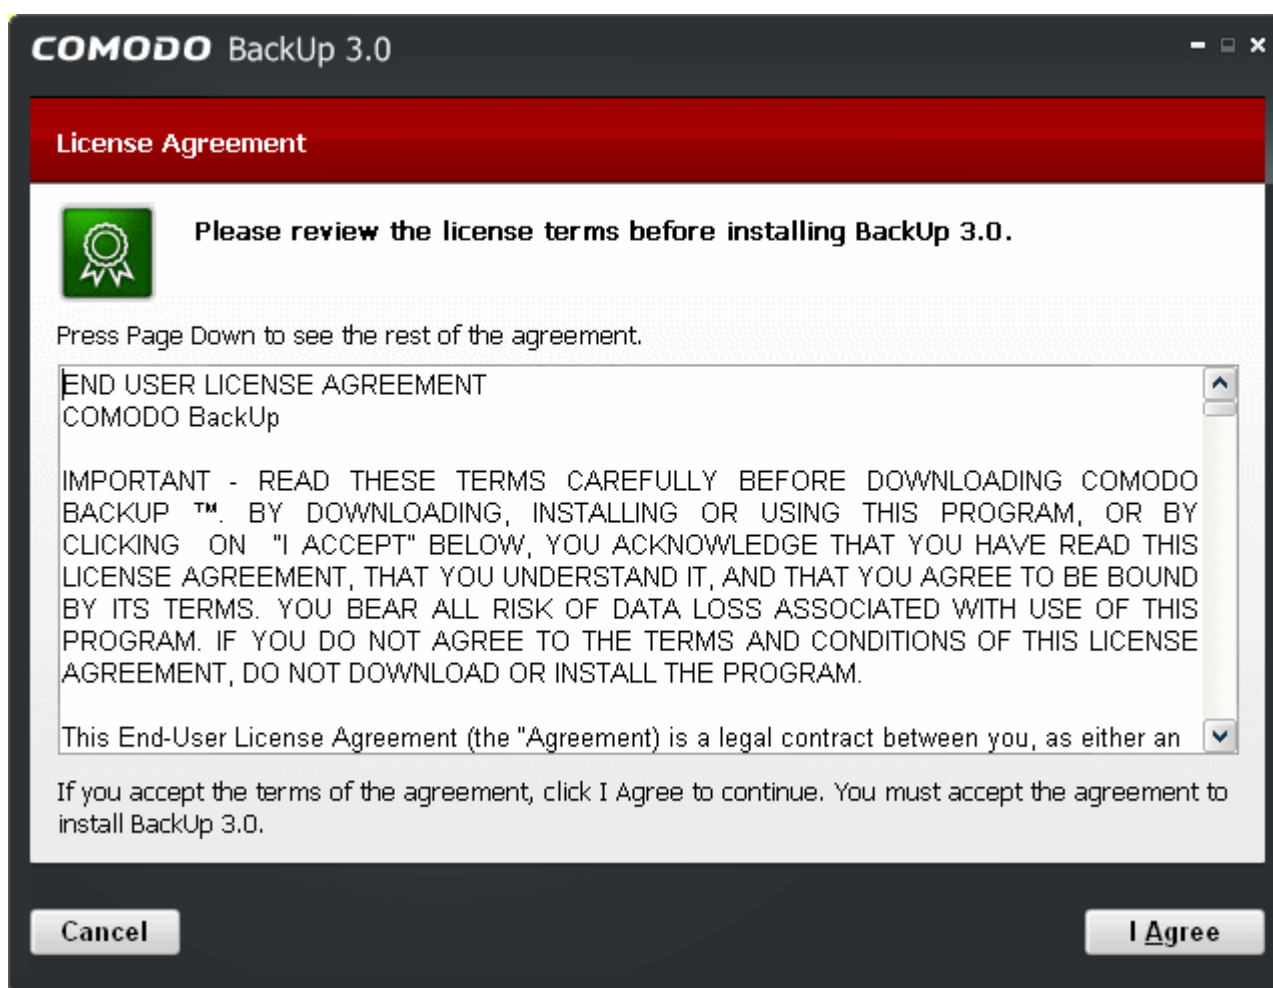 COMODO BackUp 3.0
License Agreement
Please review the license terms before installing BackUp 3.0.
Press Page Down to see the rest of the agreement.
END USER LICENSE AGREEMENT
COMODO BackUp
IMPORTANT - READ THESE TERMS CAREFULLY BEFORE DOWNLOADING COMODO
BACKUP ™. BY DOWNLOADING, INSTALLING OR USING THIS PROGRAM, OR BY
CLICKING ON "I ACCEPT" BELOW, YOU ACKNOWLEDGE THAT YOU HAVE READ THIS
LICENSE AGREEMENT, THAT YOU UNDERSTAND IT, AND THAT YOU AGREE TO BE BOUND
BY ITS TERMS. YOU BEAR ALL RISK OF DATA LOSS ASSOCIATED WITH USE OF THIS
PROGRAM. IF YOU DO NOT AGREE TO THE TERMS AND CONDITIONS OF THIS LICENSE
AGREEMENT, DO NOT DOWNLOAD OR INSTALL THE PROGRAM.
This End-User License Agreement (the "Agreement) is a legal contract between you, as either an
If you accept the terms of the agreement, click I Agree to continue. You must accept the agreement to
install BackUp 3.0.
Cancel
I Agree